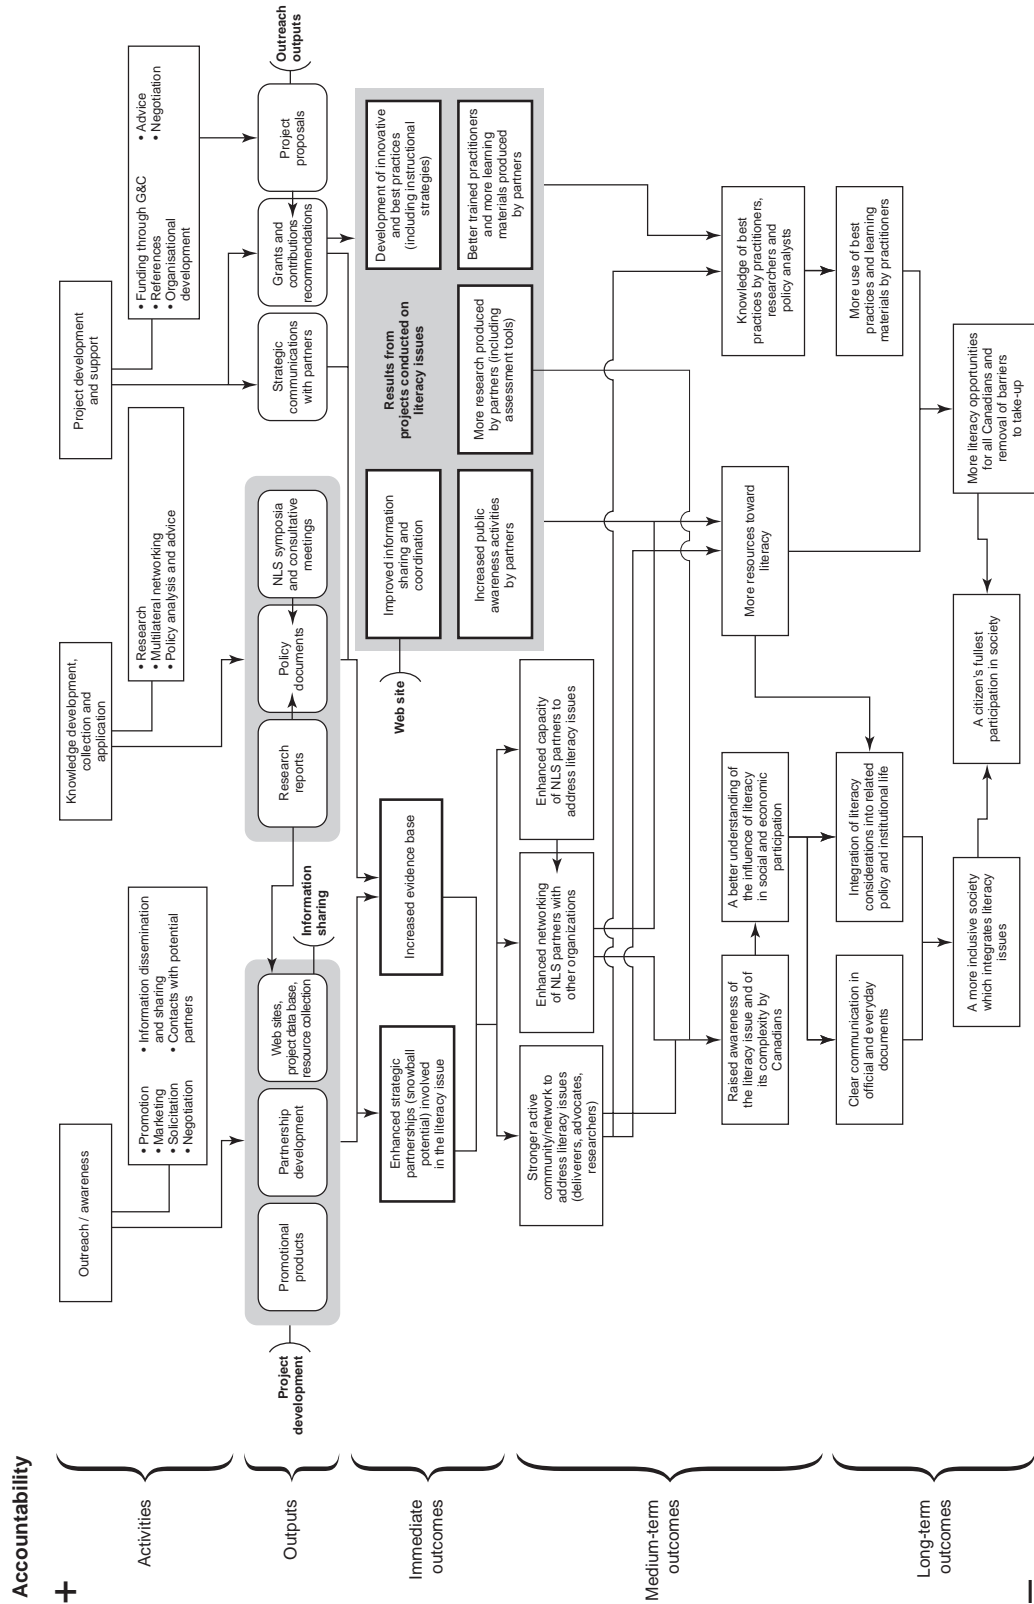 Accountability
+
Activities
Outputs
Immediate
outcomes
Medium-term
outcomes
Long-term
outcomes
–
Outreach / awareness
• Promotion
• Marketing
• Solicitation
• Negotiation
• Information dissemination
and sharing
• Contacts with potential
partners
Knowledge development,
collection and
application
• Research
• Multilateral networking
• Policy analysis and advice
Project development
and support
• Funding through G&C
• References
• Organisational
development
• Advice
• Negotiation
Project
development
Promotional
products
Partnership
development
Web sites,
project data base,
resource collection
Information
sharing
Research
reports
Policy
documents
NLS symposia
and consultative
meetings
Strategic
communications
with partners
Grants and
contributions
recommendations
Project
proposals
Outreach
outputs
Enhanced strategic
partnerships (snowball
potential) involved
in the literacy issue
Increased evidence base
Web site
Improved information
sharing and
coordination
Results from
projects conducted on
literacy issues
Development of innovative
and best practices
(including instructional
strategies)
Increased public
awareness activities
by partners
More research produced
by partners (including
assessment tools)
Better trained practitioners
and more learning
materials produced
by partners
Stronger active
community/network to
address literacy issues
(deliverers, advocates,
researchers)
Enhanced networking
of NLS partners with
other organizations
Enhanced capacity
of NLS partners to
address literacy issues
Raised awareness of
the literacy issue and of
its complexity by
Canadians
A better understanding of
the influence of literacy
in social and economic
participation
More resources toward
literacy
Knowledge of best
practices by practitioners,
researchers and
policy analysts
Clear communication in
official and everyday
documents
Integration of literacy
considerations into related
policy and institutional life
More use of best
practices and learning
materials by practitioners
A more inclusive society
which integrates literacy
issues
A citizen's fullest
participation in society
More literacy opportunities
for all Canadians and
removal of barriers
to take-up